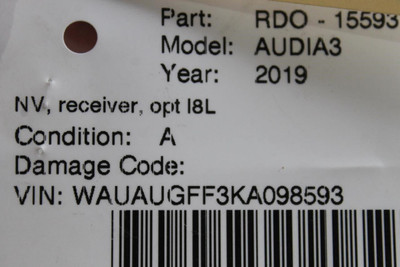 Part: RDO - 15593
Model: AUDIA3
Year: 2019
NV, receiver, opt I8L
Condition: A
Damage Code:
VIN: WAUAUGFF3KA098593